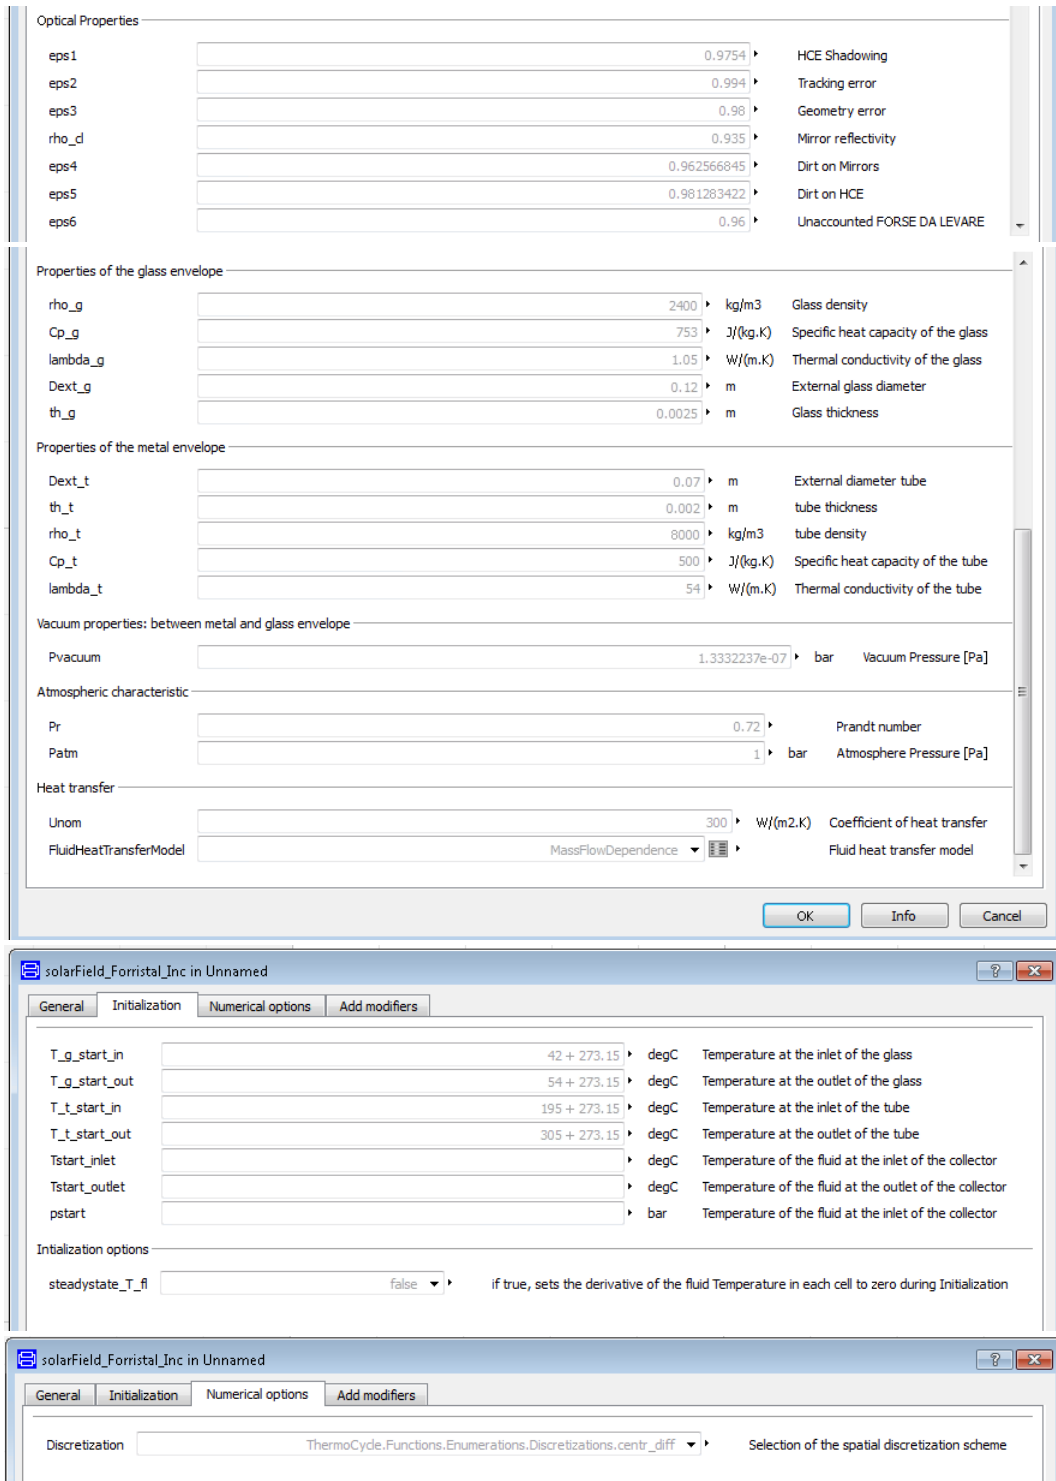 Optical Properties
eps1 0.9754 HCE Shadowing
eps2 0.994 Tracking error
eps3 0.98 Geometry error
rho_cl 0.935 Mirror reflectivity
eps4 0.962566845 Dirt on Mirrors
eps5 0.981283422 Dirt on HCE
eps6 0.96 Unaccounted FORSE DA LEVARE
Properties of the glass envelope
rho_g 2400 kg/m3 Glass density
Cp_g 753 J/(kg.K) Specific heat capacity of the glass
lambda_g 1.05 W/(m.K) Thermal conductivity of the glass
Dext_g 0.12 m External glass diameter
th_g 0.0025 m Glass thickness
Properties of the metal envelope
Dext_t 0.07 m External diameter tube
th_t 0.002 m tube thickness
rho_t 8000 kg/m3 tube density
Cp_t 500 J/(kg.K) Specific heat capacity of the tube
lambda_t 54 W/(m.K) Thermal conductivity of the tube
Vacuum properties: between metal and glass envelope
Pvacuum 1.3332237e-07 bar Vacuum Pressure [Pa]
Atmospheric characteristic
Pr 0.72 Prandt number
Patm 1 bar Atmosphere Pressure [Pa]
Heat transfer
Unom 300 W/(m2.K) Coefficient of heat transfer
FluidHeatTransferModel MassFlowDependence Fluid heat transfer model
OK Info Cancel
solarField_Forristal_Inc in Unnamed
General Initialization Numerical options Add modifiers
T_g_start_in 42 + 273.15 degC Temperature at the inlet of the glass
T_g_start_out 54 + 273.15 degC Temperature at the outlet of the glass
T_t_start_in 195 + 273.15 degC Temperature at the inlet of the tube
T_t_start_out 305 + 273.15 degC Temperature at the outlet of the tube
Tstart_inlet degC Temperature of the fluid at the inlet of the collector
Tstart_outlet degC Temperature of the fluid at the outlet of the collector
pstart bar Temperature of the fluid at the inlet of the collector
Intialization options
steadystate_T_fl false if true, sets the derivative of the fluid Temperature in each cell to zero during Initialization
solarField_Forristal_Inc in Unnamed
General Initialization Numerical options Add modifiers
Discretization ThermoCycle.Functions.Enumerations.Discretizations.centr_diff Selection of the spatial discretization scheme